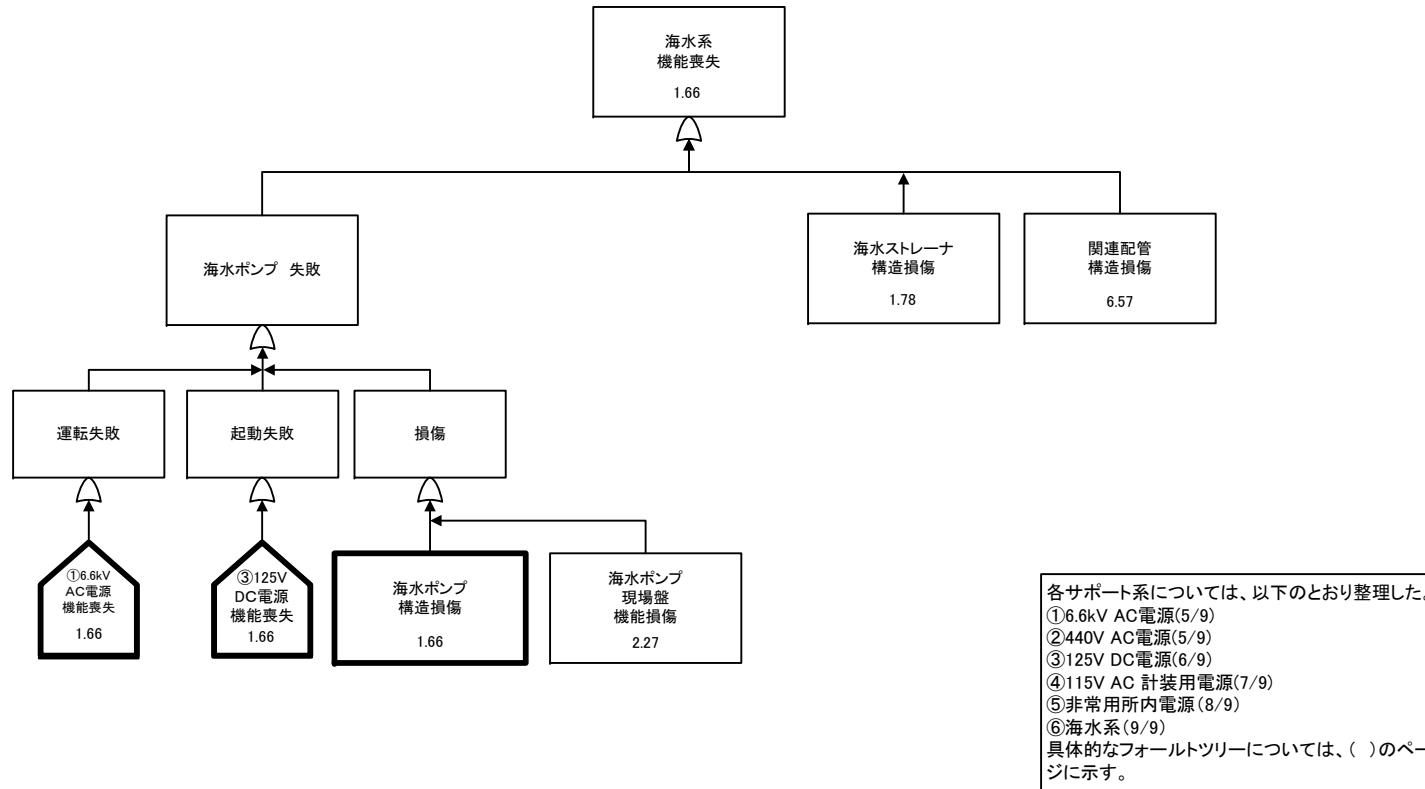 海水系
機能喪失
1.66
海水ポンプ 失敗
海水ストレーナ
構造損傷
1.78
関連配管
構造損傷
6.57
運転失敗
起動失敗
損傷
①6.6kV
AC電源
機能喪失
1.66
③125V
DC電源
機能喪失
1.66
海水ポンプ
構造損傷
1.66
海水ポンプ
現場盤
機能損傷
2.27
各サポート系については、以下のとおり整理した。
①6.6kV AC電源(5/9)
②440V AC電源(5/9)
③125V DC電源(6/9)
④115V AC 計装用電源(7/9)
⑤非常用所内電源(8/9)
⑥海水系(9/9)
具体的なフォールトツリーについては、( )のペー
ジに示す。